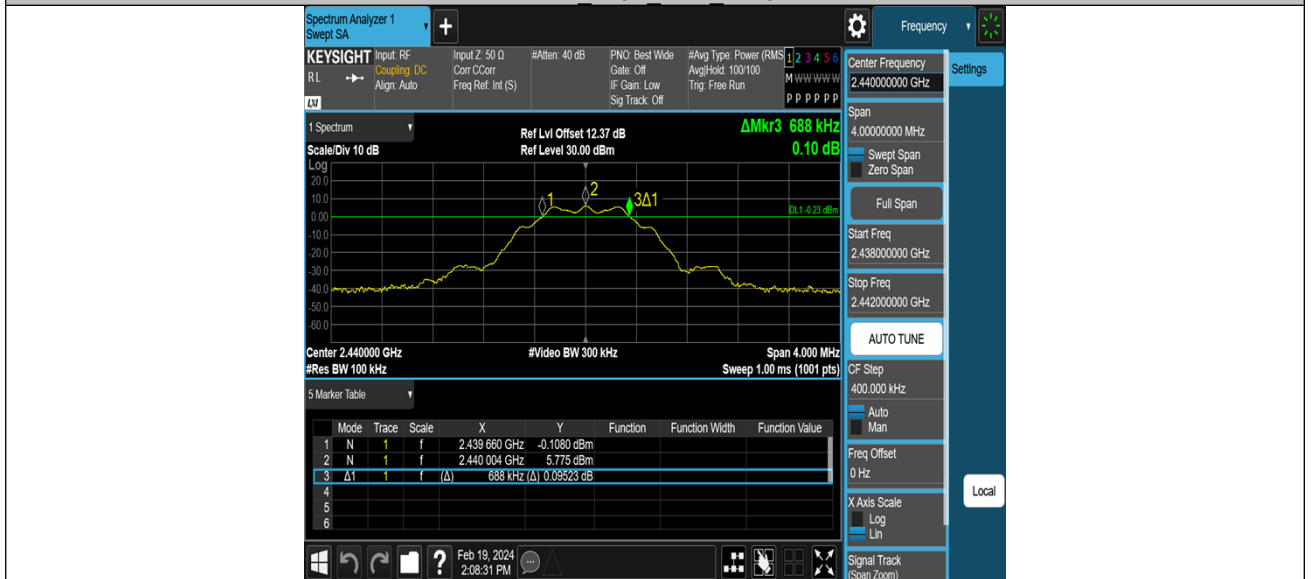 Spectrum Analyzer 1
Swept SA
+
Frequency
KEYSIGHT
RL
LXI
Input: RF
Coupling: DC
Align: Auto
Input Z: 50 Ω
Corr CCorr
Freq Ref: Int (S)
#Atten: 40 dB
PNO: Best Wide
Gate: Off
IF Gain: Low
Sig Track: Off
#Avg Type: Power (RMS
Avg|Hold: 100/100
Trig: Free Run
1 2 3 4 5 6
M W W W W W
P P P P P P
1 Spectrum
Scale/Div 10 dB
Ref Lvl Offset 12.37 dB
Ref Level 30.00 dBm
ΔMkr3 688 kHz
0.10 dB
Log
20.0
10.0
0.00
-10.0
-20.0
-30.0
-40.0
-50.0
-60.0
1
2
3Δ1
DL1 -0.23 dBm
Center 2.440000 GHz
#Video BW 300 kHz
Span 4.000 MHz
#Res BW 100 kHz
Sweep 1.00 ms (1001 pts)
5 Marker Table
Mode Trace Scale X Y Function Function Width Function Value
1 N 1 f 2.439 660 GHz -0.1080 dBm
2 N 1 f 2.440 004 GHz 5.775 dBm
3 Δ1 1 f (Δ) 688 kHz (Δ) 0.09523 dB
4
5
6
?
Feb 19, 2024
2:08:31 PM
Center Frequency
2.440000000 GHz
Span
4.00000000 MHz
Swept Span
Zero Span
Full Span
Start Freq
2.438000000 GHz
Stop Freq
2.442000000 GHz
AUTO TUNE
CF Step
400.000 kHz
Auto
Man
Freq Offset
0 Hz
X Axis Scale
Log
Lin
Signal Track
(Span Zoom)
Settings
Local